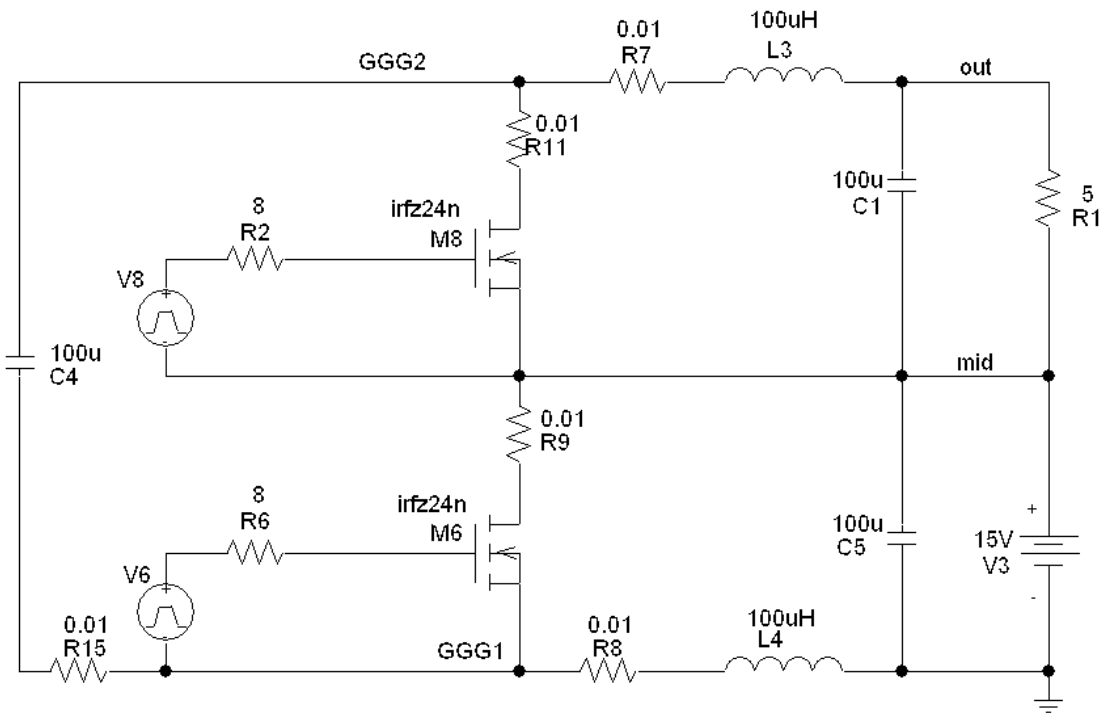 100uH
L3
0.01
R7
GGG2
out
0.01
R11
100u
C1
5
R1
8
R2
irfz24n
M8
V8
+
-
100u
C4
mid
0.01
R9
8
R6
irfz24n
M6
V6
+
-
100u
C5
+
15V
V3
-
0.01
R15
GGG1
0.01
R8
100uH
L4